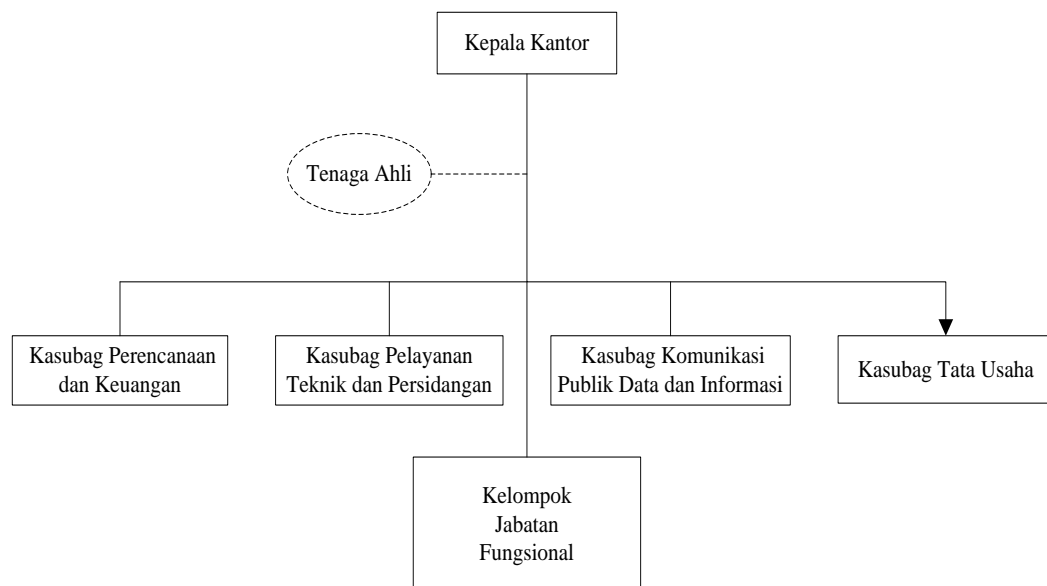 Kepala Kantor
Tenaga Ahli
Kasubag Perencanaan
dan Keuangan
Kasubag Pelayanan
Teknik dan Persidangan
Kasubag Komunikasi
Publik Data dan Informasi
Kasubag Tata Usaha
Kelompok
Jabatan
Fungsional